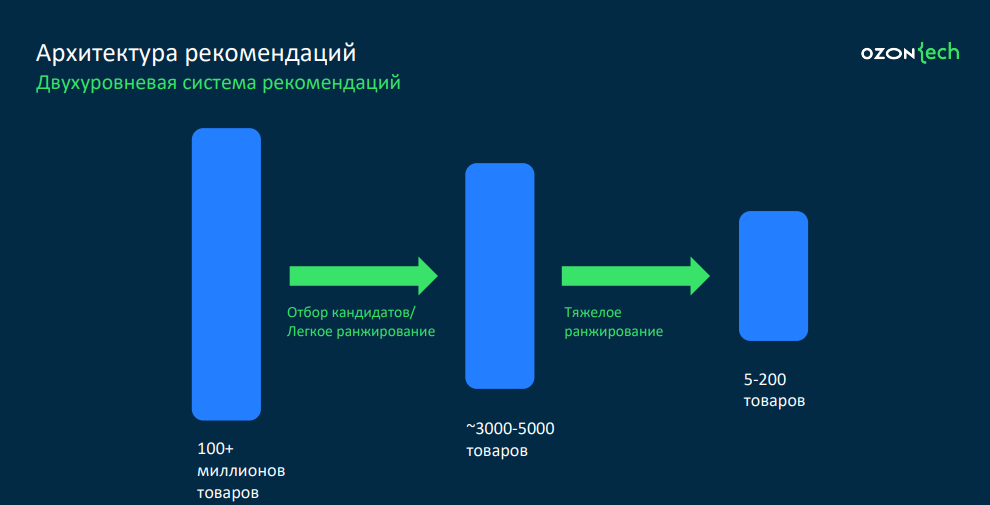 Архитектура рекомендаций
ozon{ech
Двухуровневая система рекомендаций
Отбор кандидатов/
Легкое ранжирование
Тяжелое
ранжирование
100+
миллионов
товаров
~3000-5000
товаров
5-200
товаров